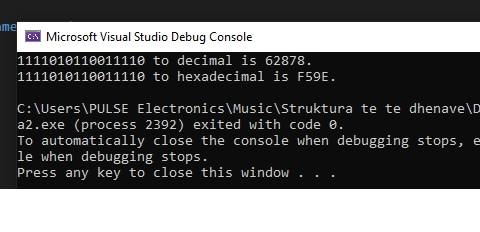 ame
Microsoft Visual Studio Debug Console
1111010110011110 to decimal is 62878.
1111010110011110 to hexadecimal is F59E.
C:\Users\PULSE Electronics\Music\Struktura te te dhenave\D
a2.exe (process 2392) exited with code 0.
To automatically close the console when debugging stops, e
le when debugging stops.
Press any key to close this window . . .